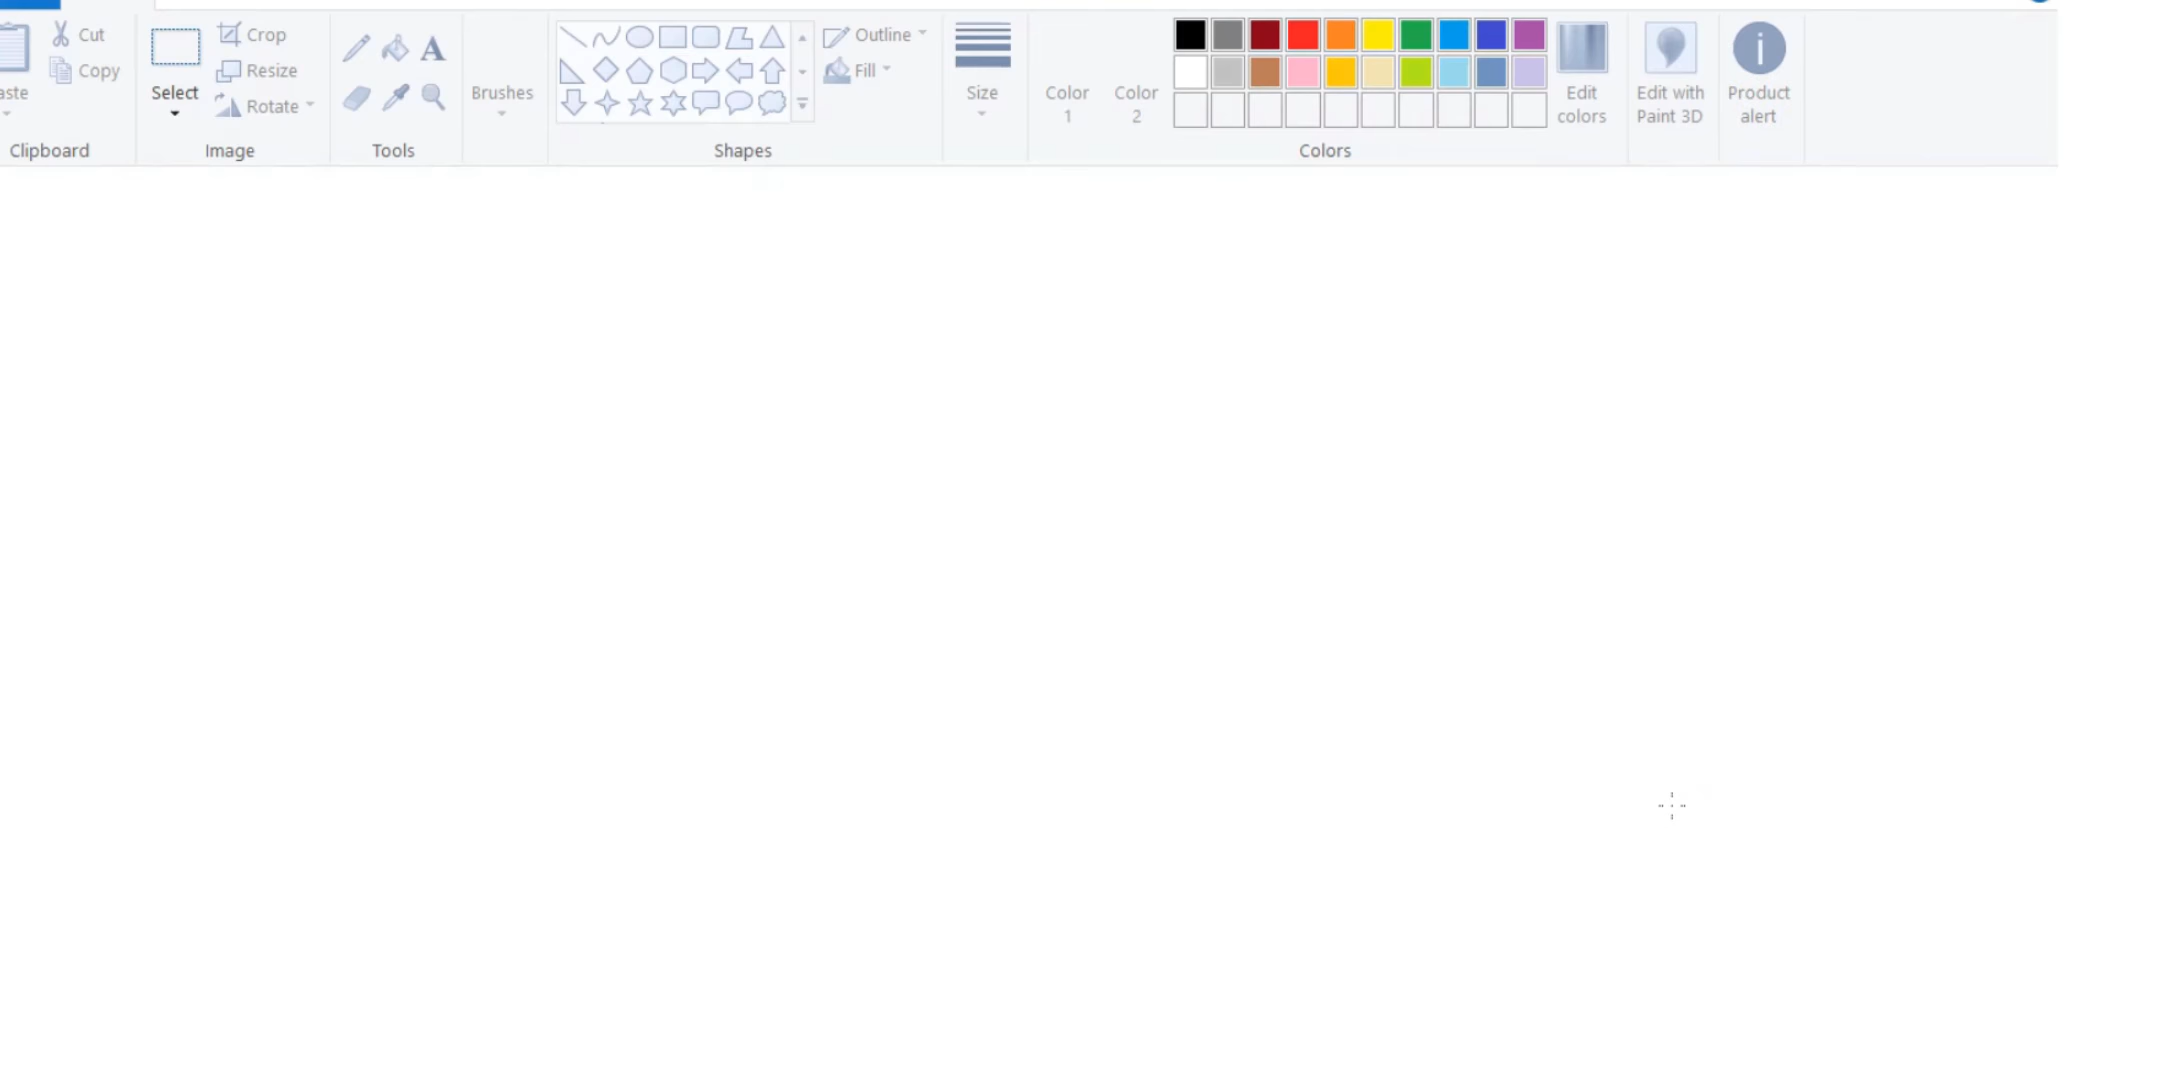 Cut
Copy
aste
Clipboard
Select
Crop
Resize
Rotate
Image
A
Tools
Brushes
Outline
Fill
Shapes
Size
Color 1
Color 2
Edit colors
Colors
Edit with Paint 3D
Product alert